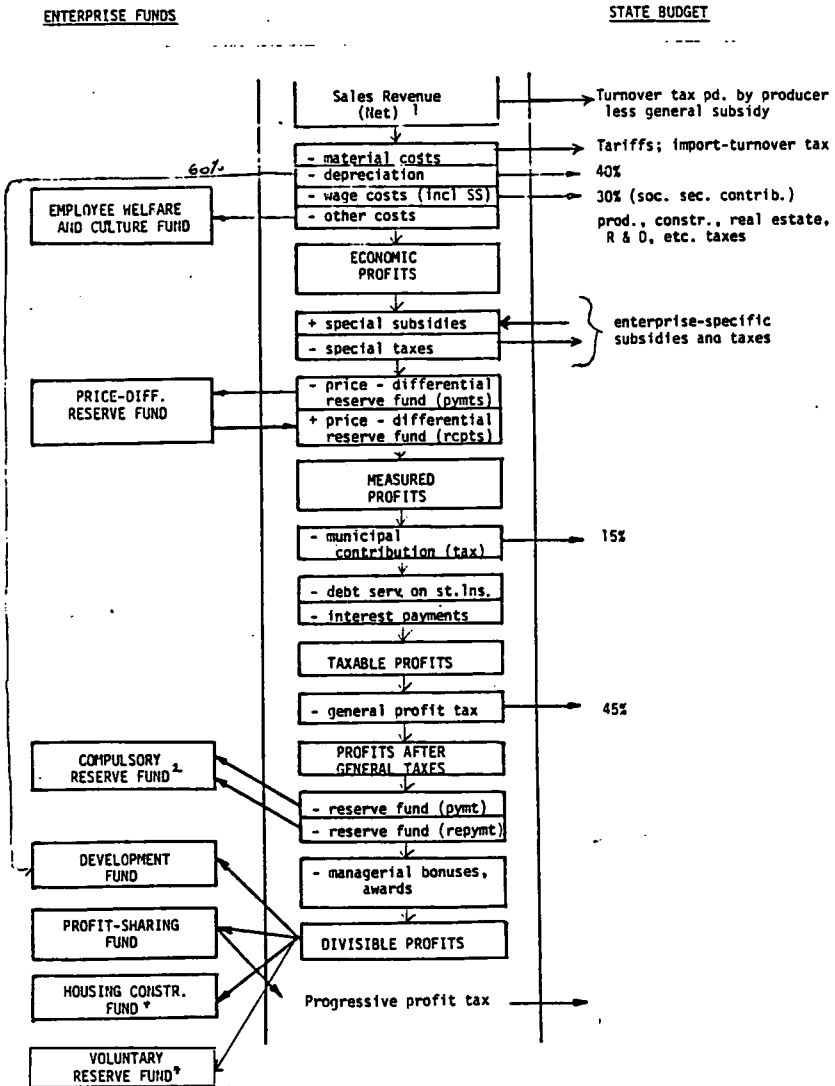 ENTERPRISE FUNDS
STATE BUDGET
Sales Revenue
(Net) 1
Turnover tax pd. by producer
less general subsidy
- material costs
Tariffs; import-turnover tax
60%
- depreciation
40%
- wage costs (incl SS)
30% (soc. sec. contrib.)
- other costs
prod., constr., real estate,
R & D, etc. taxes
EMPLOYEE WELFARE
AND CULTURE FUND
ECONOMIC
PROFITS
+ special subsidies
- special taxes
enterprise-specific
subsidies and taxes
PRICE-DIFF.
RESERVE FUND
- price - differential
reserve fund (pymts)
+ price - differential
reserve fund (rcpts)
MEASURED
PROFITS
- municipal
contribution (tax)
15%
- debt serv. on st.lns.
- interest payments
TAXABLE PROFITS
- general profit tax
45%
PROFITS AFTER
GENERAL TAXES
COMPULSORY
RESERVE FUND 2
- reserve fund (pymt)
- reserve fund (repymt)
DEVELOPMENT
FUND
- managerial bonuses,
awards
PROFIT-SHARING
FUND
DIVISIBLE PROFITS
HOUSING CONSTR.
FUND*
Progressive profit tax
VOLUNTARY
RESERVE FUND*